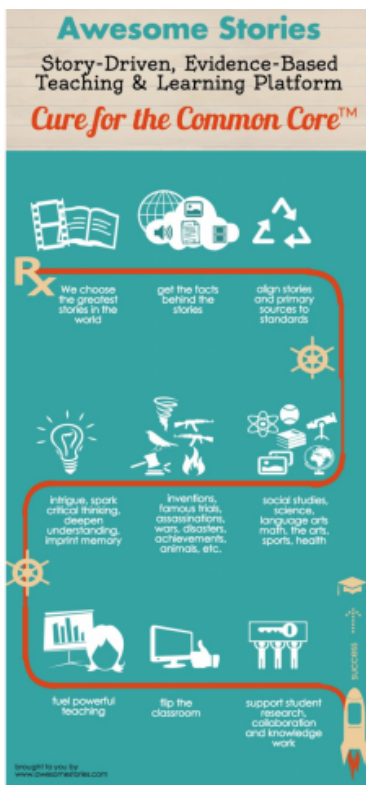 Awesome Stories
Story-Driven, Evidence-Based
Teaching & Learning Platform
Cure for the Common Core™
Rx
We choose
the greatest
stories in the
world
get the facts
behind the
stories
align stories
and primary
sources to
standards
intrigue, spark
critical thinking,
deepen
understanding,
imprint memory
inventions,
famous trials,
assassinations,
wars, disasters,
achievements,
animals, etc.
social studies,
science,
language arts
math, the arts,
sports, health
fuel powerful
teaching
flip the
classroom
support student
research,
collaboration
and knowledge
work
success
brought to you by
www.awesomestories.com